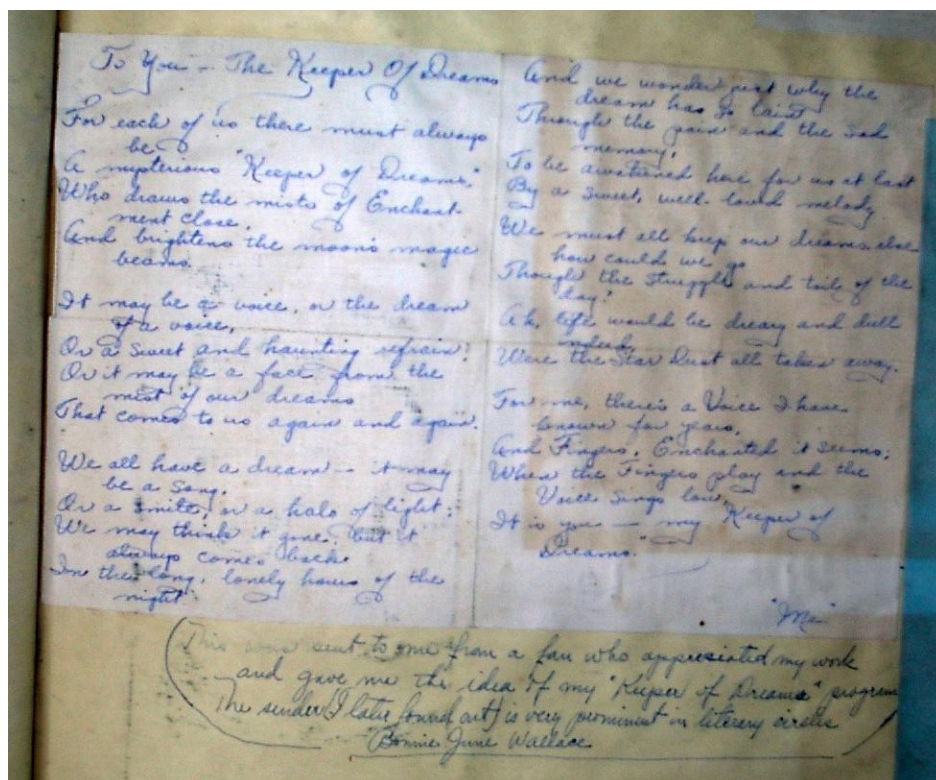 To You - The Keeper Of Dreams
For each of us there must always
be
A mysterious "Keeper of Dreams,"
Who draws the mists of Enchant-
ment close,
And brightens the moon's magic
beams.
It may be a voice, or the dream
of a voice,
Or a sweet and haunting refrain;
Or it may be a face from the
mist of our dreams
That comes to us again and again.
We all have a dream - it may
be a song,
Or a smile, or a halo of light;
We may think it gone, but it
always comes back
In the long, lonely hours of the
night
And we wonder just why the
dream has so lain
Through the pain and the sad
memory,
To be awakened here for us at last
By a sweet, well-loved melody
We must all keep our dreams, else
how could we go
Though the struggle and toil of the
day?
Ah, life would be dreary and dull
indeed
Were the Star Dust all taken away.
For me, there's a Voice I have
known for years,
And Fingers, Enchanted it seems;
When the Fingers play and the
Voice sings low,
It is you - my "Keeper of
Dreams."
"Me"
(This was sent to me from a fan who appresiated my work
and gave me the idea of my "Keeper of Dreams" program
The sender (I later found out) is very prominist in literery circles
Bonnie June Wallace